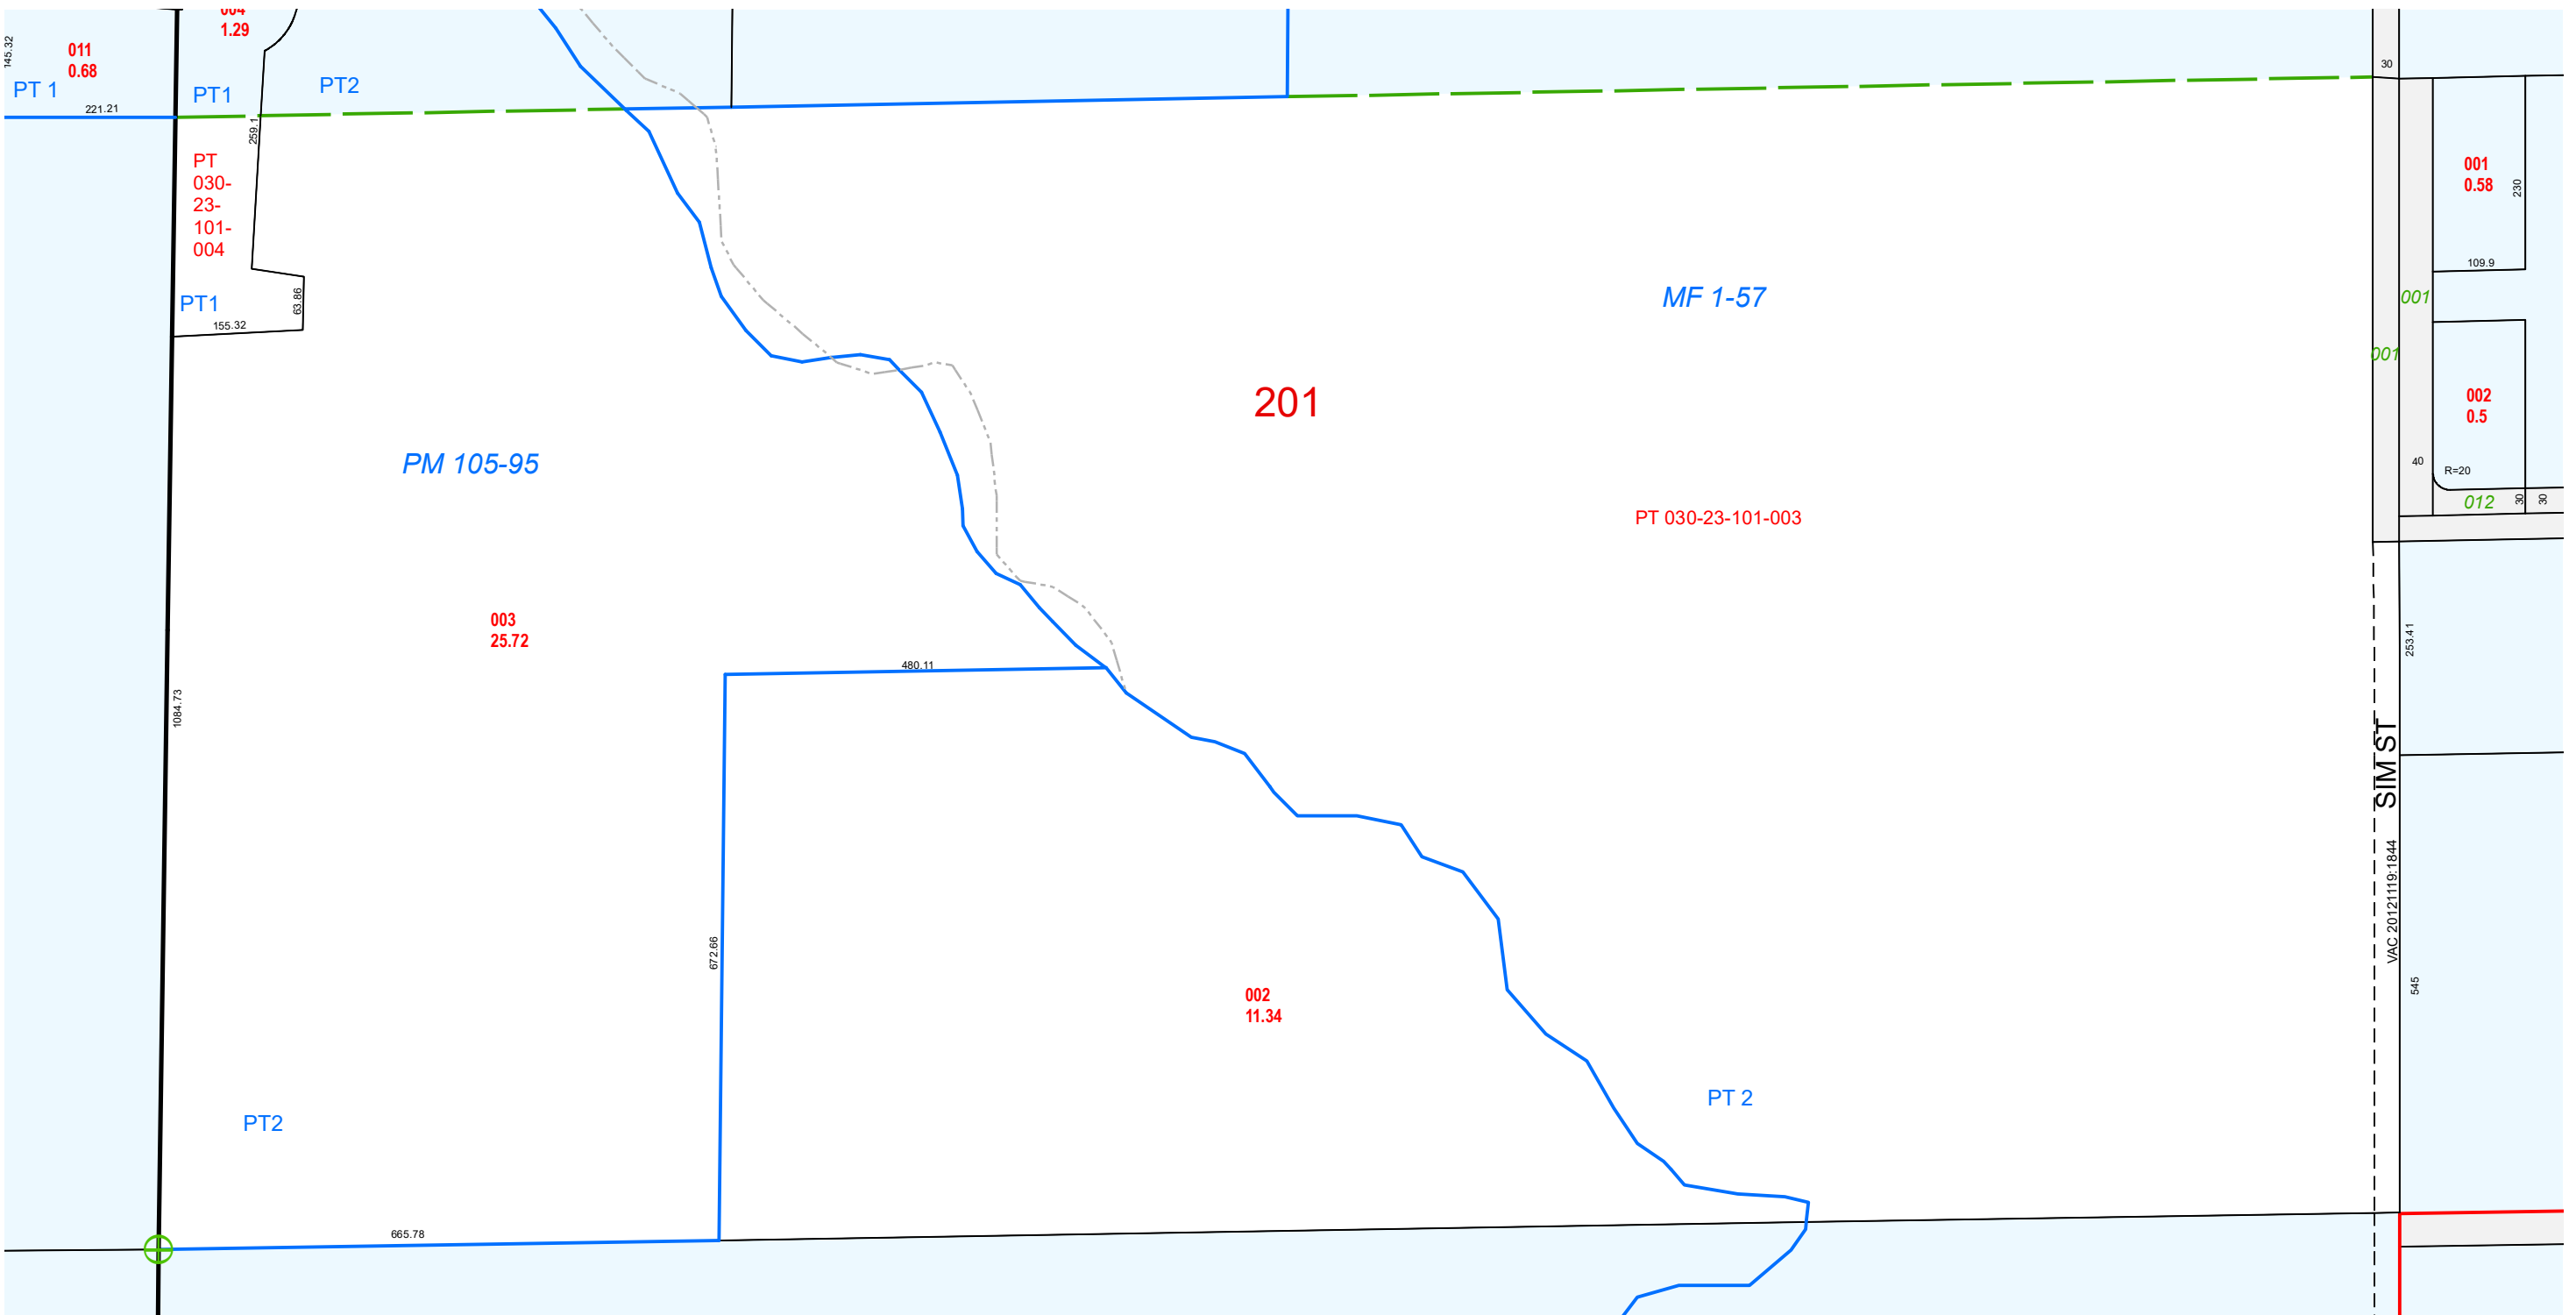 004
1.29
145.32
011
0.68
PT 1
PT1
PT2
221.21
30
259.1
PT
030-
23-
101-
004
001
0.58
230
109.9
PT1
63.86
155.32
MF 1-57
001
001
201
002
0.5
PM 105-95
40
R=20
012
30
30
PT 030-23-101-003
003
25.72
253.41
480.11
1084.73
SIM ST
VAC 20121119:1844
672.66
545
002
11.34
PT 2
PT2
665.78